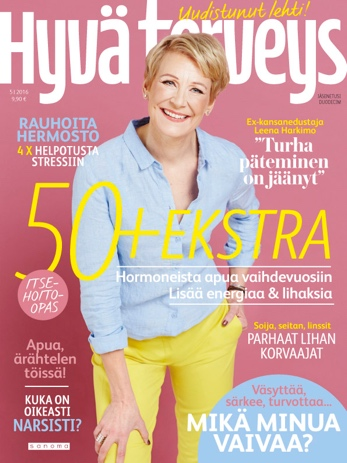 Uudistunut lehti!
Hyvä terveys
5 | 2016
9,90 €
JÄSENETUSI
DUODECIM
RAUHOITA
HERMOSTO
4 X HELPOTUSTA
STRESSIIN
Ex-kansanedustaja
Leena Harkimo
”Turha
päteminen
on jäänyt”
50+EKSTRA
Hormoneista apua vaihdevuosiin
Lisää energiaa & lihaksia
ITSE-
HOITO-
OPAS
Apua,
ärähtelen
töissä!
KUKA ON
OIKEASTI
NARSISTI?
sanoma
Soija, seitan, linssit
PARHAAT LIHAN
KORVAAJAT
Väsyttää,
särkee, turvottaa...
MIKÄ MINUA
VAIVAA?